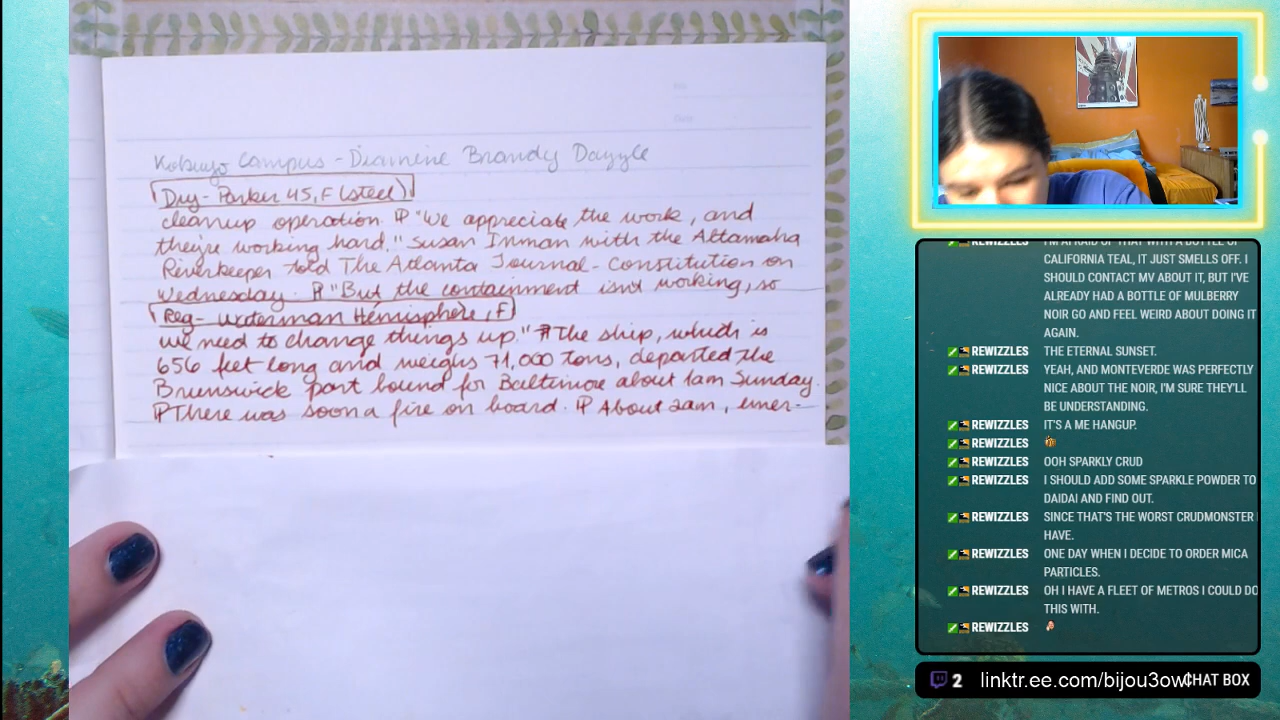 Kokuyo Campus - Diamine Brandy Dazzle
Dry - Parker 45, F (steel)
cleanup operation. ¶ "We appreciate the work, and
they're working hard." Susan Inman with the Altamaha
Riverkeeper told The Atlanta Journal-Constitution on
Wednesday. ¶ "But the containment isn't working, so
Reg - Waterman Hémisphère, F
we need to change things up." ¶ The ship, which is
656 feet long and weighs 71,000 tons, departed the
Brunswick port bound for Baltimore about 1am Sunday.
¶ There was soon a fire on board. ¶ About 2am, emer-
REWIZZLES I'M AFRAID OF THAT WITH A BOTTLE OF
CALIFORNIA TEAL, IT JUST SMELLS OFF. I
SHOULD CONTACT MV ABOUT IT, BUT I'VE
ALREADY HAD A BOTTLE OF MULBERRY
NOIR GO AND FEEL WEIRD ABOUT DOING IT
AGAIN.
REWIZZLES THE ETERNAL SUNSET.
REWIZZLES YEAH, AND MONTEVERDE WAS PERFECTLY
NICE ABOUT THE NOIR, I'M SURE THEY'LL
BE UNDERSTANDING.
REWIZZLES IT'S A ME HANGUP.
REWIZZLES
REWIZZLES OOH SPARKLY CRUD
REWIZZLES I SHOULD ADD SOME SPARKLE POWDER TO
DAIDAI AND FIND OUT.
REWIZZLES SINCE THAT'S THE WORST CRUDMONSTER I
HAVE.
REWIZZLES ONE DAY WHEN I DECIDE TO ORDER MICA
PARTICLES.
REWIZZLES OH I HAVE A FLEET OF METROS I COULD DO
THIS WITH.
REWIZZLES
2 linktr.ee.com/bijou3owl CHAT BOX